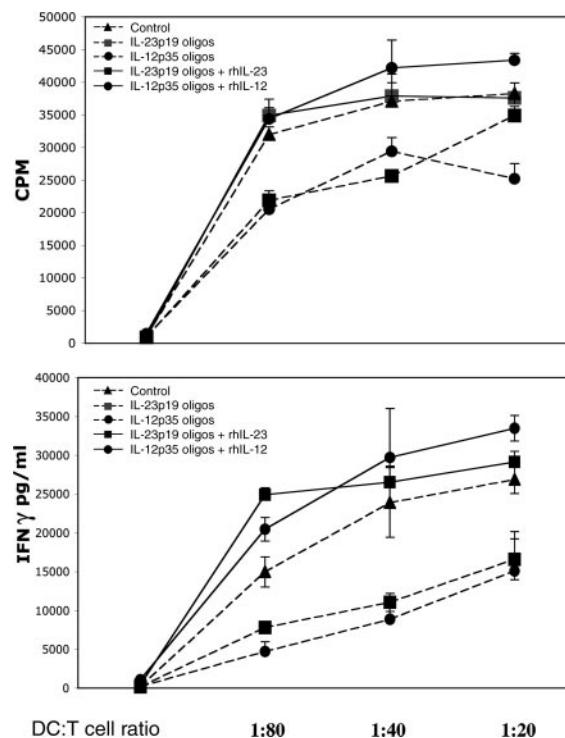 50000
45000
40000
35000
30000
25000
20000
15000
10000
5000
0
CPM
Control
IL-23p19 oligos
IL-12p35 oligos
IL-23p19 oligos + rhIL-23
IL-12p35 oligos + rhIL-12
40000
35000
30000
25000
20000
15000
10000
5000
0
IFN γ pg/ml
Control
IL-23p19 oligos
IL-12p35 oligos
IL-23p19 oligos + rhIL-23
IL-12p35 oligos + rhIL-12
DC:T cell ratio 1:80 1:40 1:20